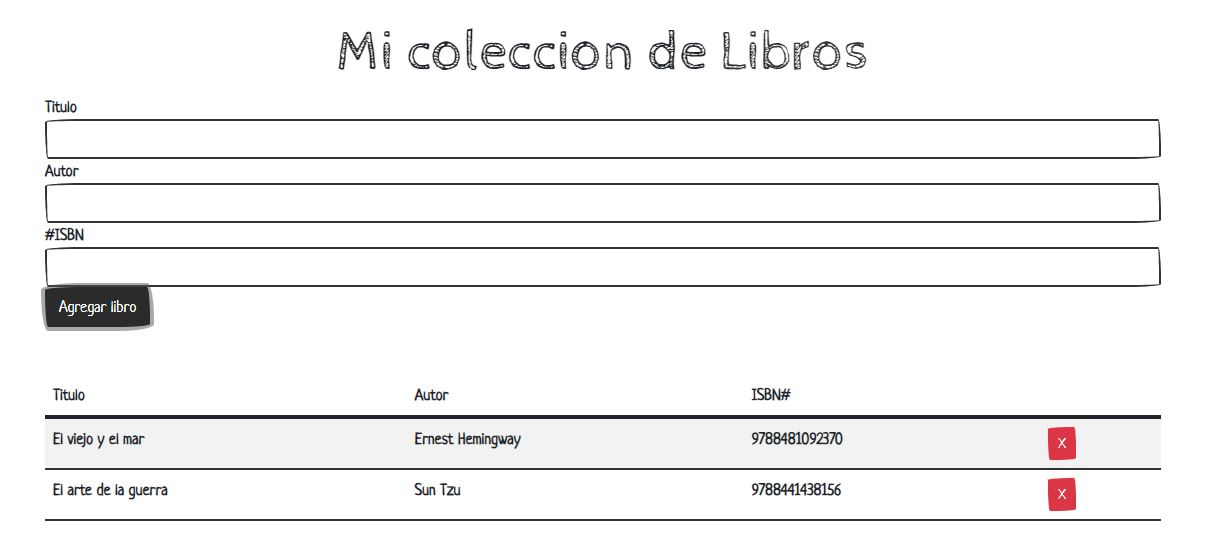 Mi coleccion de Libros
Titulo
Autor
#ISBN
Agregar libro
Titulo Autor ISBN#
El viejo y el mar Ernest Hemingway 9788481092370 X
El arte de la guerra Sun Tzu 9788441438156 X